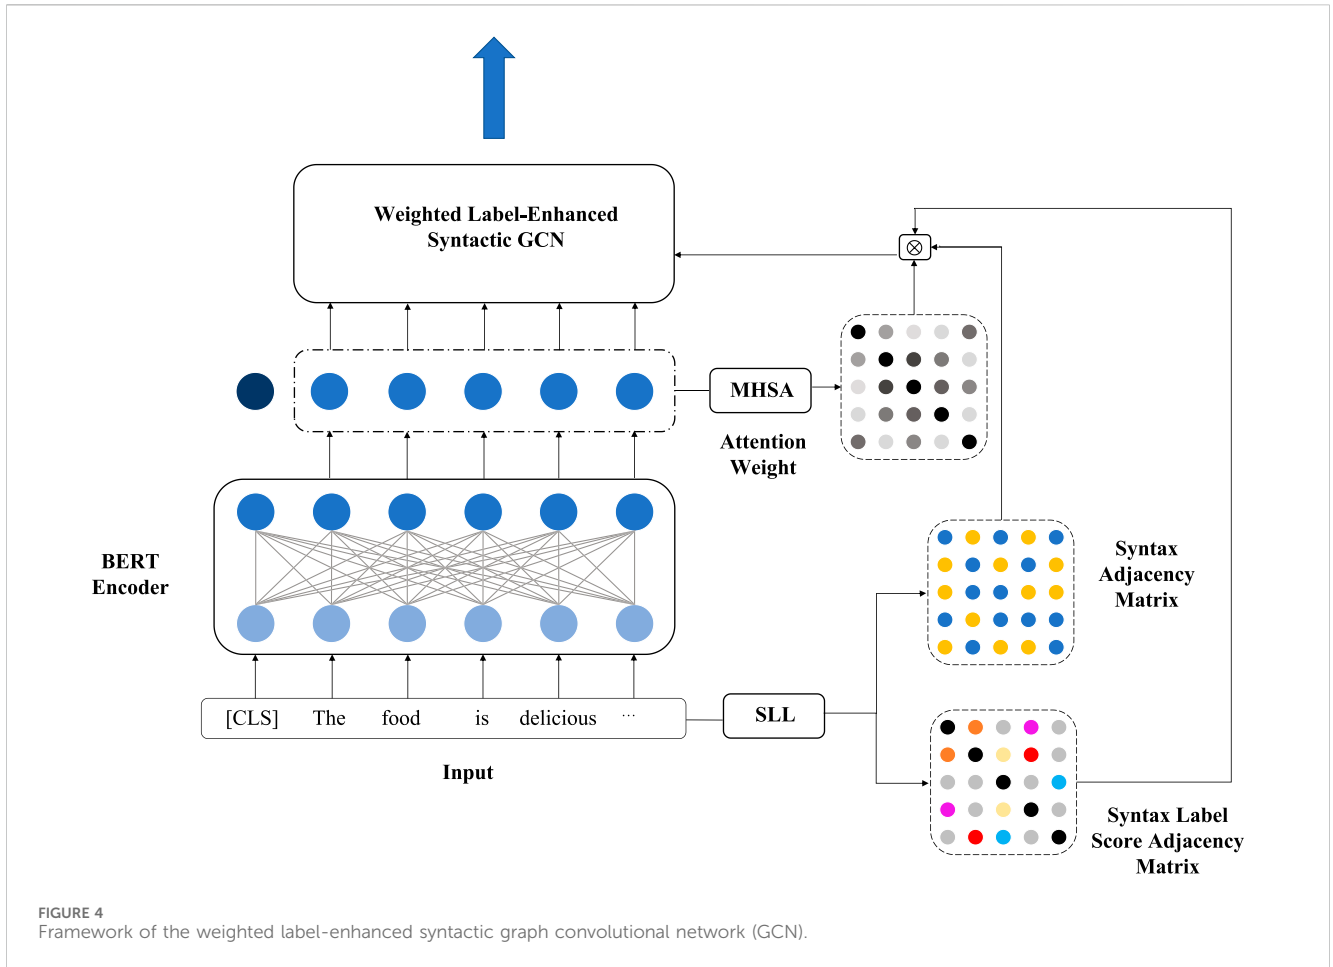 Weighted Label-Enhanced
Syntactic GCN
⊗
MHSA
Attention
Weight
BERT
Encoder
Syntax
Adjacency
Matrix
[CLS] The food is delicious ...
SLL
Input
Syntax Label
Score Adjacency
Matrix
FIGURE 4
Framework of the weighted label-enhanced syntactic graph convolutional network (GCN).